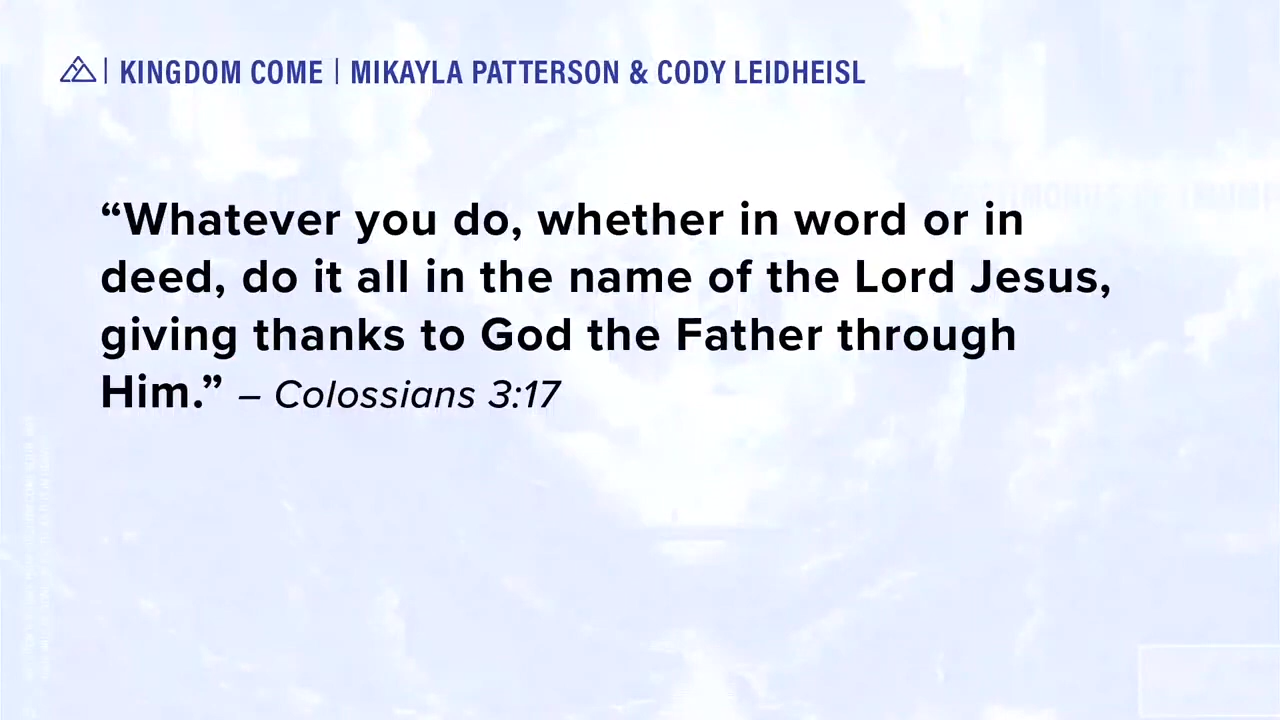 | KINGDOM COME | MIKAYLA PATTERSON & CODY LEIDHEISL
“Whatever you do, whether in word or in
deed, do it all in the name of the Lord Jesus,
giving thanks to God the Father through
Him.” – Colossians 3:17